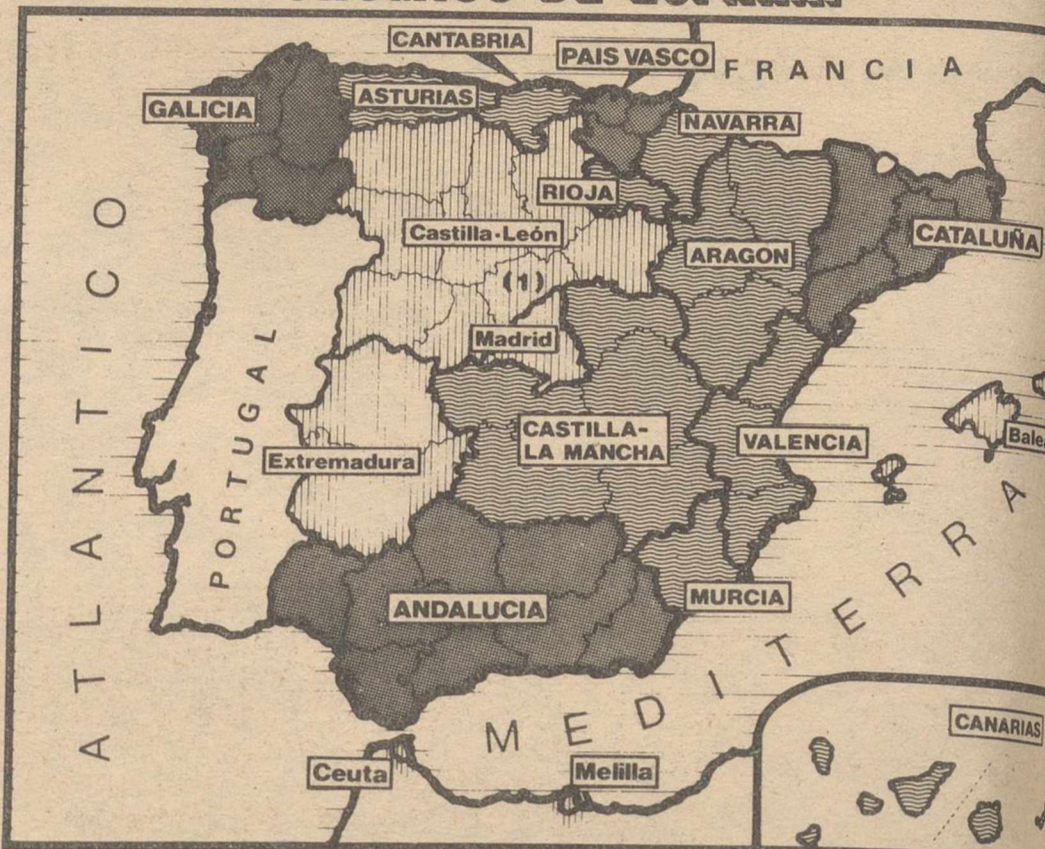 CANTABRIA
PAIS VASCO
FRANCIA
GALICIA
ASTURIAS
NAVARRA
RIOJA
Castilla-León
(1)
ARAGON
CATALUÑA
Madrid
ATLANTICO
PORTUGAL
CASTILLA-
LA MANCHA
VALENCIA
Extremadura
ANDALUCIA
MURCIA
MEDITERRA
CANARIAS
Ceuta
Melilla